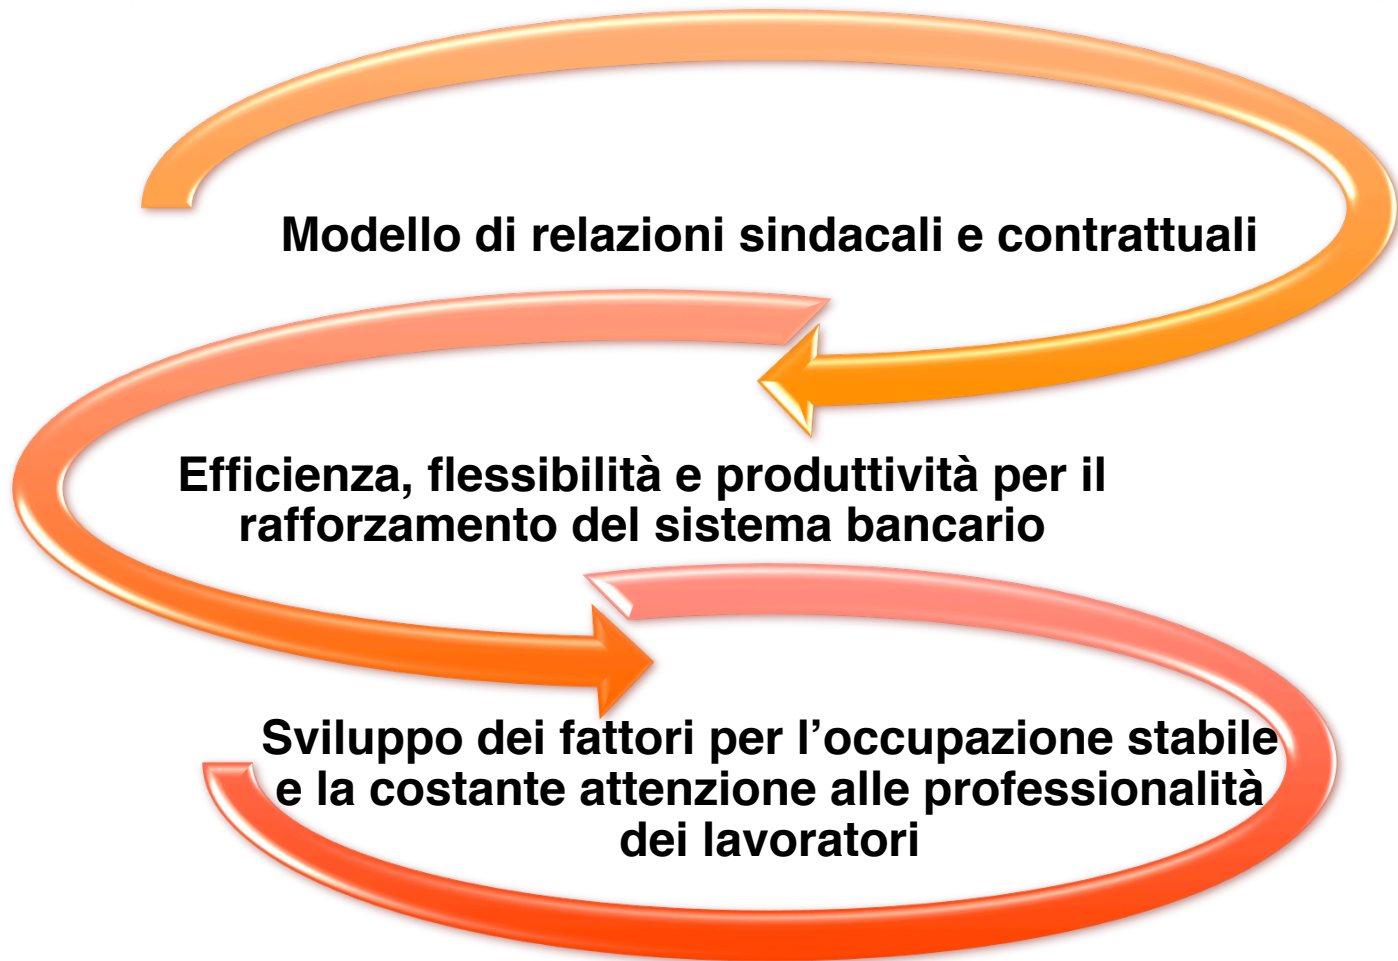 Modello di relazioni sindacali e contrattuali
Efficienza, flessibilità e produttività per il
rafforzamento del sistema bancario
Sviluppo dei fattori per l’occupazione stabile
e la costante attenzione alle professionalità
dei lavoratori